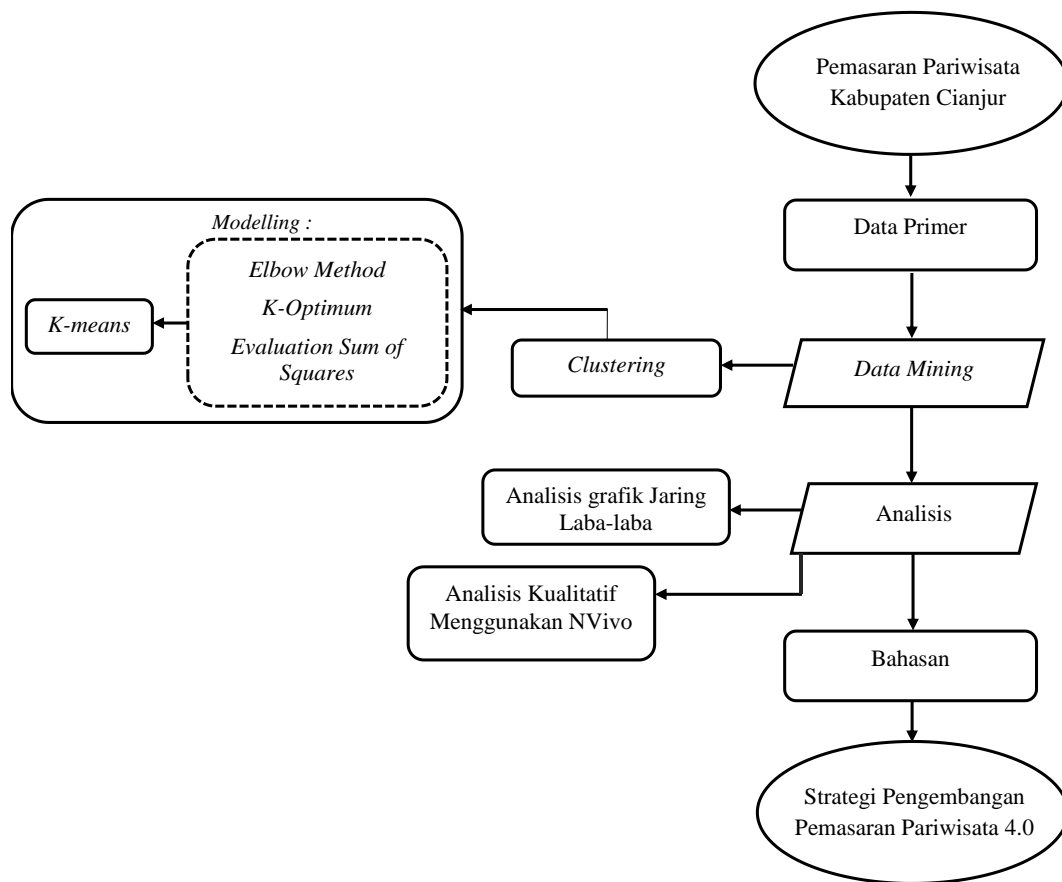 Pemasaran Pariwisata
Kabupaten Cianjur
Data Primer
Data Mining
Clustering
Modelling :
Elbow Method
K-Optimum
Evaluation Sum of
Squares
K-means
Analisis
Analisis grafik Jaring
Laba-laba
Analisis Kualitatif
Menggunakan NVivo
Bahasan
Strategi Pengembangan
Pemasaran Pariwisata 4.0